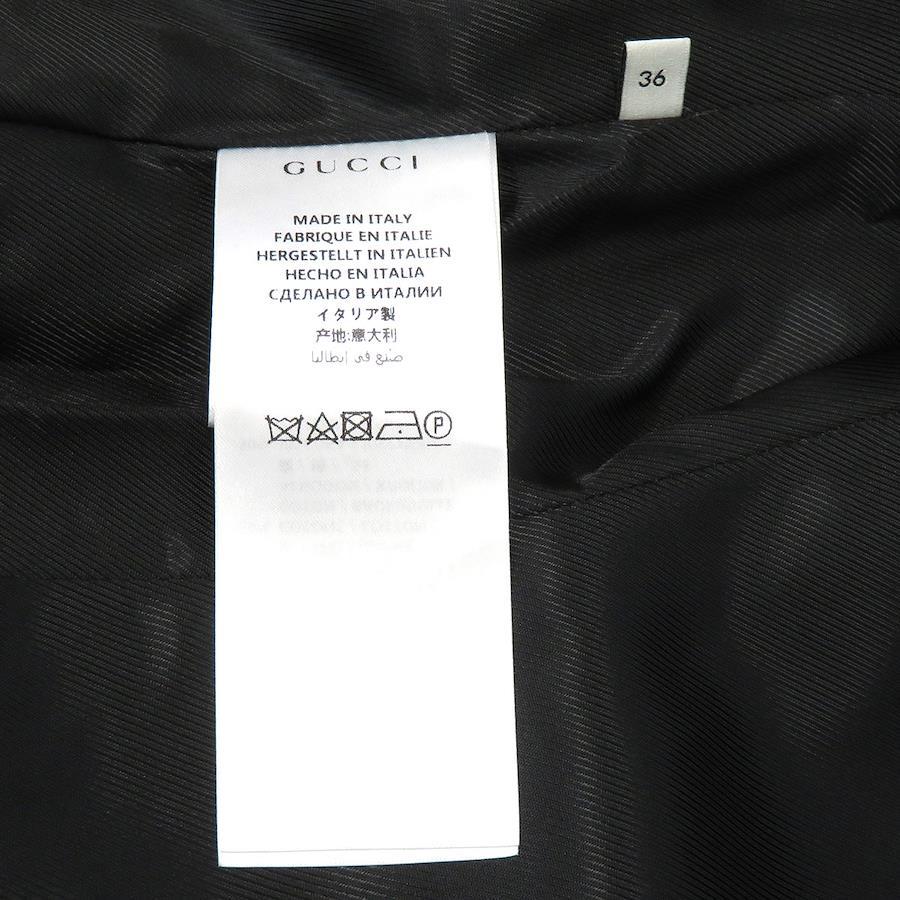 36
GUCCI
MADE IN ITALY
FABRIQUE EN ITALIE
HERGESTELLT IN ITALIEN
HECHO EN ITALIA
СДЕЛАНО В ИТАЛИИ
イタリア製
产地:意大利
صنع في إيطاليا
P